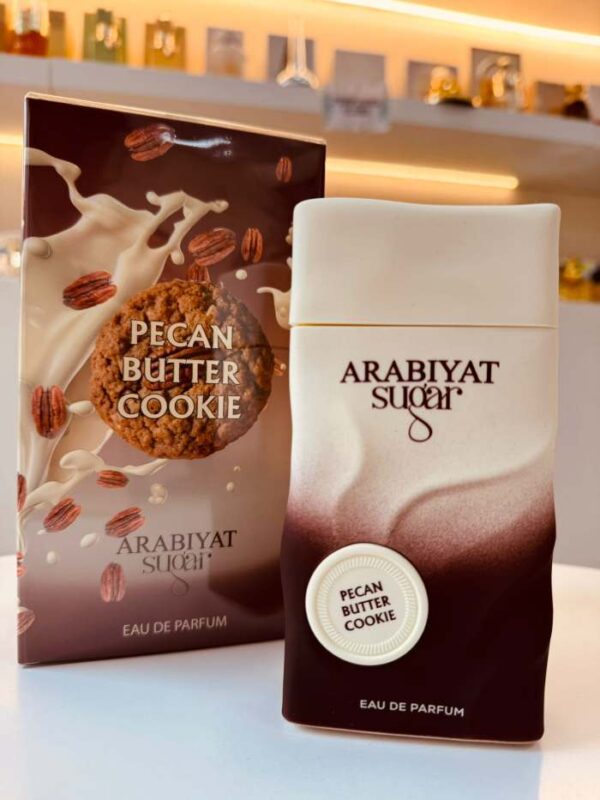 PECAN
BUTTER
COOKIE
ARABIYAT
sugar
EAU DE PARFUM
ARABIYAT
sugar
PECAN
BUTTER
COOKIE
EAU DE PARFUM